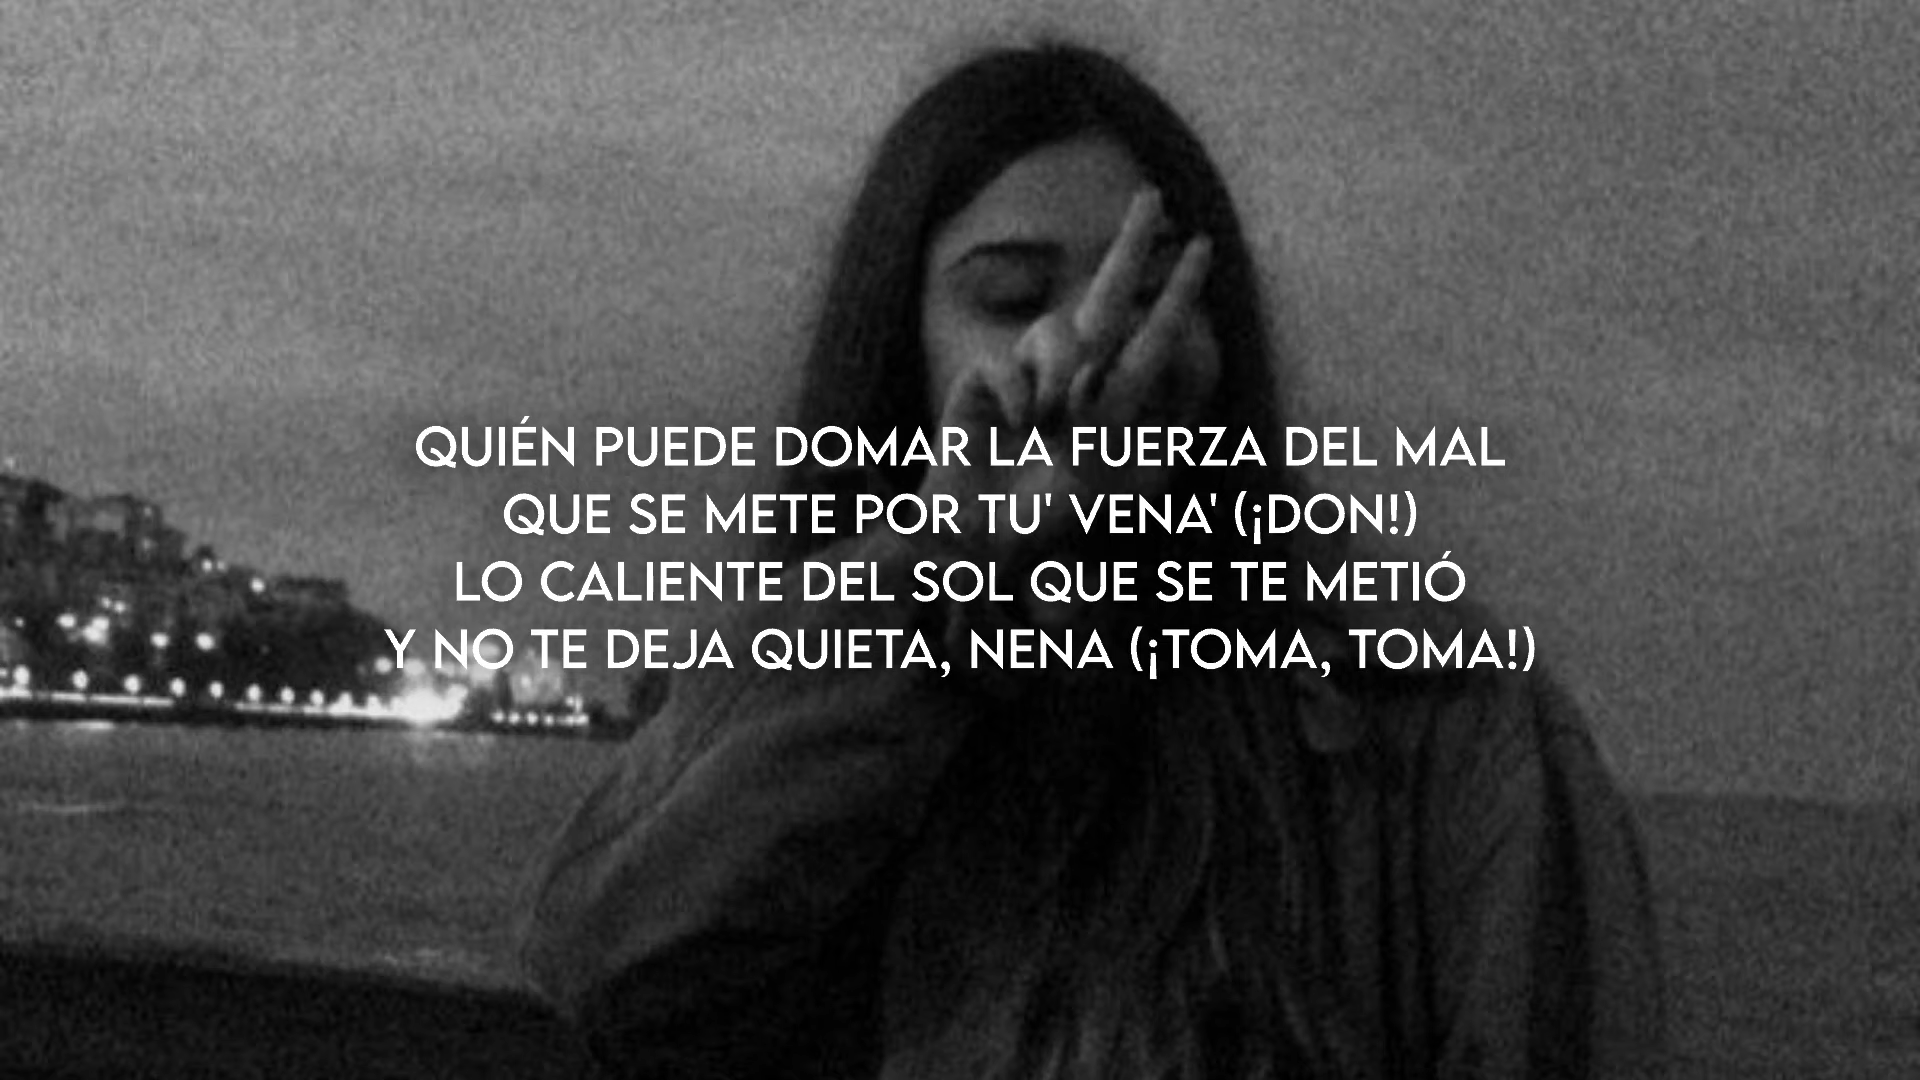 QUIÉN PUEDE DOMAR LA FUERZA DEL MAL
QUE SE METE POR TU' VENA' (¡DON!)
LO CALIENTE DEL SOL QUE SE TE METIÓ
Y NO TE DEJA QUIETA, NENA (¡TOMA, TOMA!)